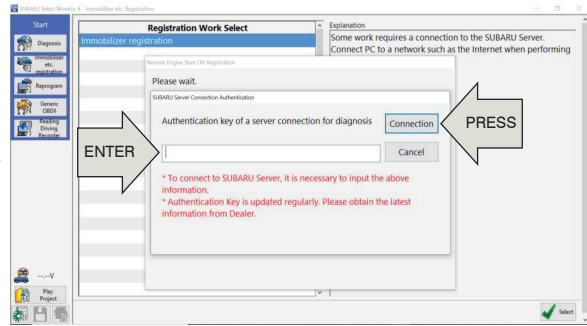 SUBARU Select Monitor 4 - Immobilizer etc. Registration
Start
Diagnosis
Immobilizer
etc.
registration
Reprogram
Generic
OBDII
Reading
Driving
Recorder
--.--V
Play
Project
Registration Work Select
Immobilizer registration
Explanation
Some work requires a connection to the SUBARU Server.
Connect PC to a network such as the Internet when performing
Remote Engine Start CM Registration
Please wait.
SUBARU Server Connection Authentication
Authentication key of a server connection for diagnosis
Connection
Cancel
* To connect to SUBARU Server, it is necessary to input the above
information.
* Authentication Key is updated regularly. Please obtain the latest
information from Dealer.
ENTER
PRESS
Select